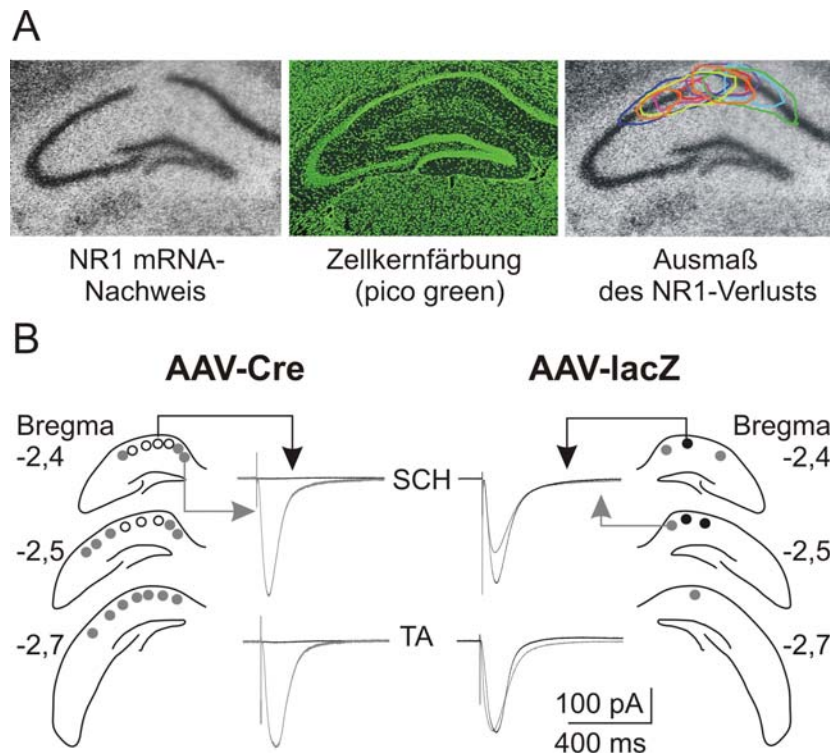 A
NR1 mRNA-
Nachweis
Zellkernfärbung
(pico green)
Ausmaß
des NR1-Verlusts
B
AAV-Cre
AAV-lacZ
Bregma
Bregma
-2,4
SCH
-2,4
-2,5
-2,5
-2,7
TA
-2,7
100 pA
400 ms